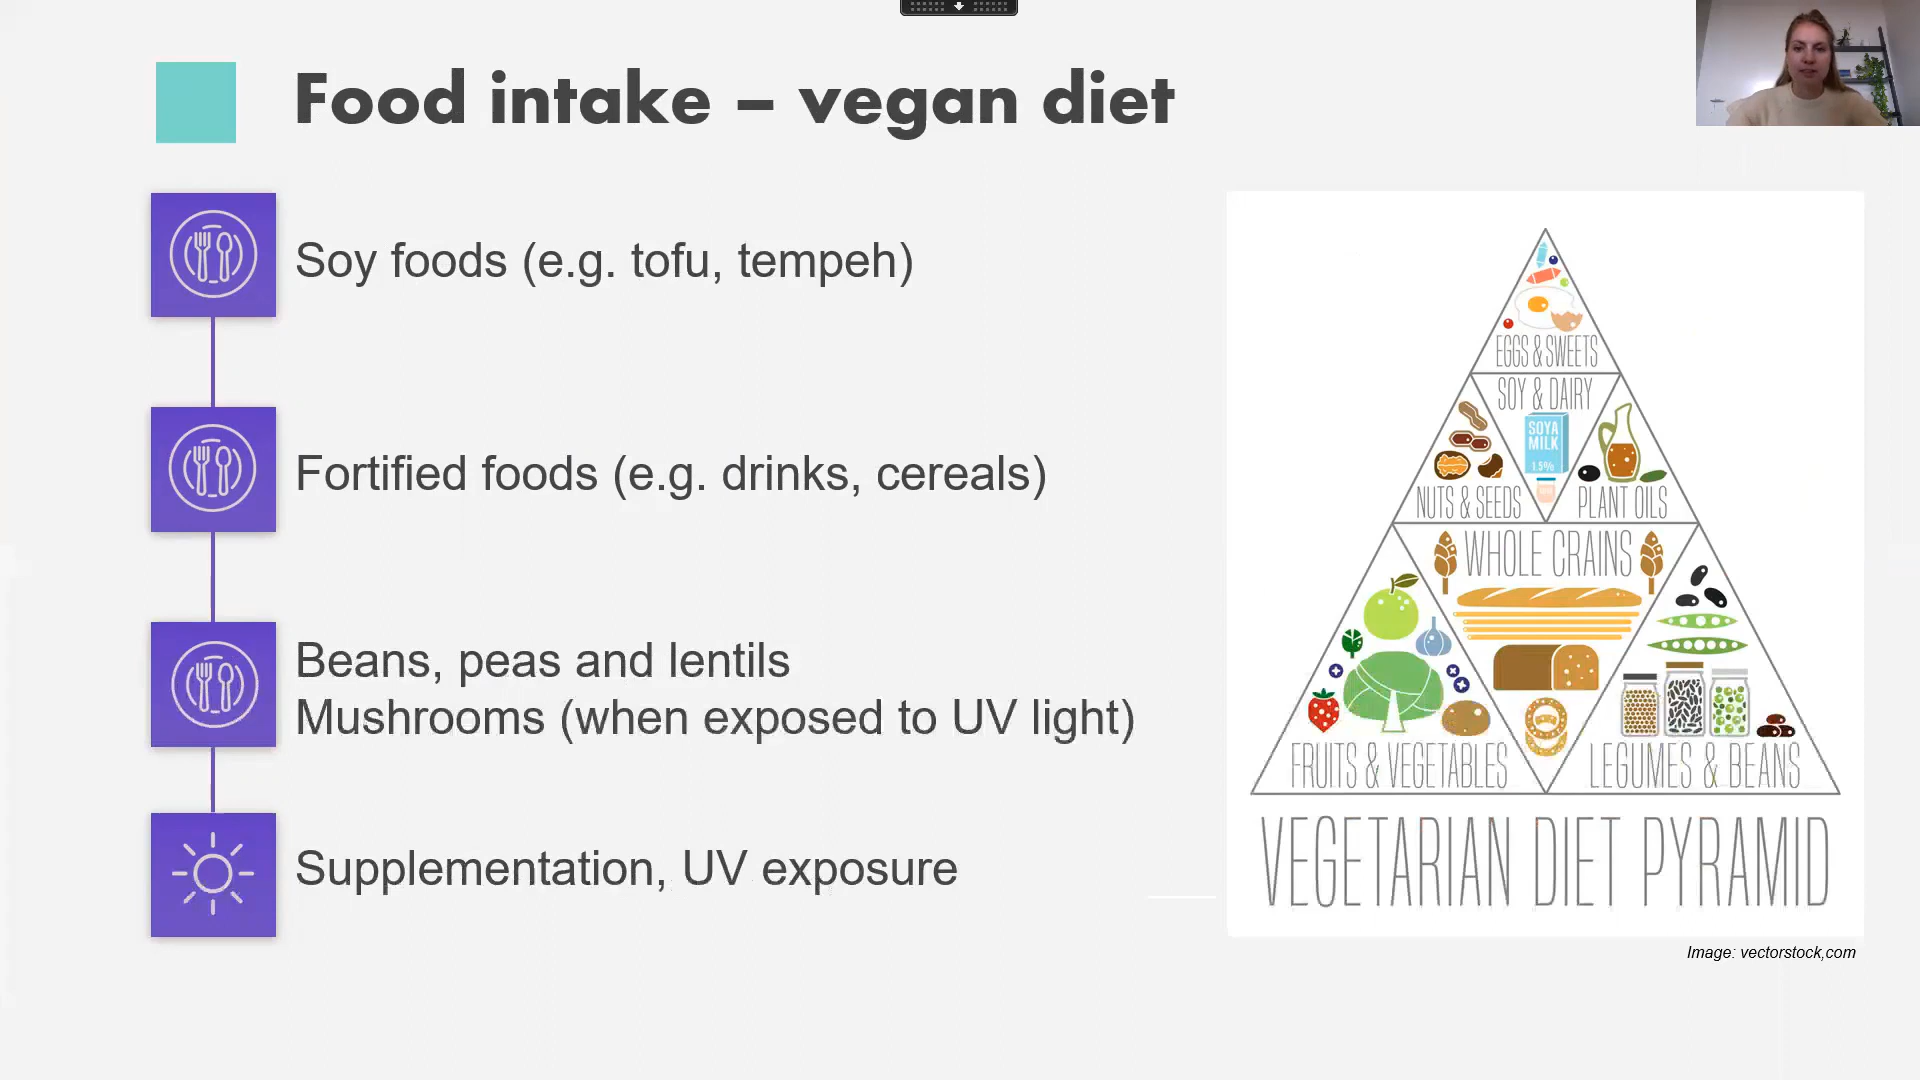 Food intake – vegan diet
Soy foods (e.g. tofu, tempeh)
Fortified foods (e.g. drinks, cereals)
Beans, peas and lentils
Mushrooms (when exposed to UV light)
Supplementation, UV exposure
EGGS & SWEETS
SOY & DAIRY
SOYA
MILK
1.5%
NUTS & SEEDS
PLANT OILS
WHOLE GRAINS
FRUITS & VEGETABLES
LEGUMES & BEANS
VEGETARIAN DIET PYRAMID
Image: vectorstock,com